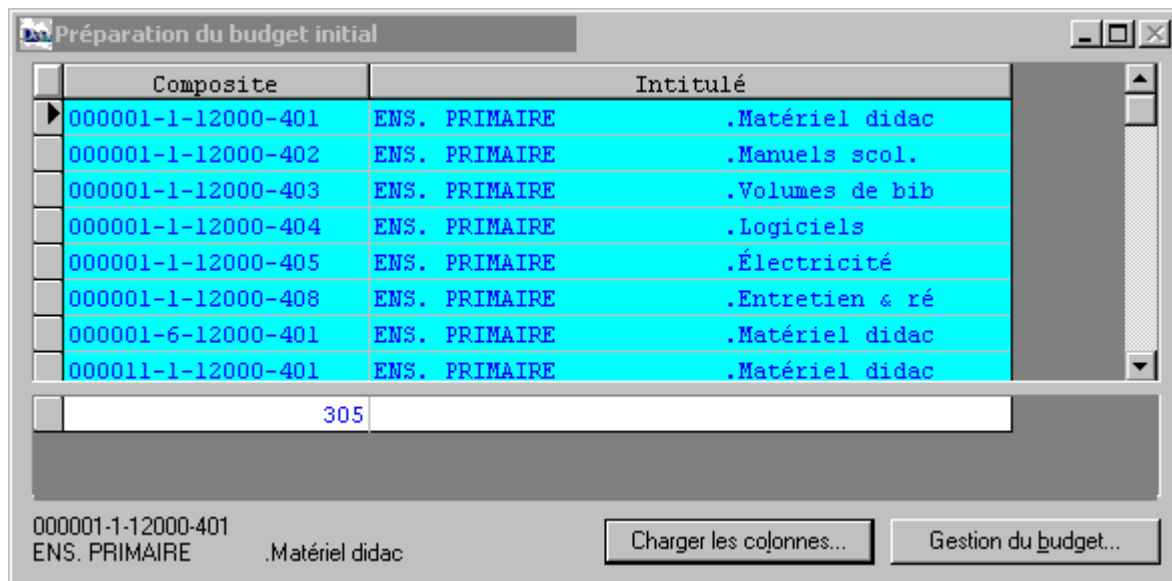 Préparation du budget initial
Composite Intitulé
000001-1-12000-401 ENS. PRIMAIRE .Matériel didac
000001-1-12000-402 ENS. PRIMAIRE .Manuels scol.
000001-1-12000-403 ENS. PRIMAIRE .Volumes de bib
000001-1-12000-404 ENS. PRIMAIRE .Logiciels
000001-1-12000-405 ENS. PRIMAIRE .Électricité
000001-1-12000-408 ENS. PRIMAIRE .Entretien & ré
000001-6-12000-401 ENS. PRIMAIRE .Matériel didac
000011-1-12000-401 ENS. PRIMAIRE .Matériel didac
305
000001-1-12000-401
ENS. PRIMAIRE .Matériel didac
Charger les colonnes... Gestion du budget...